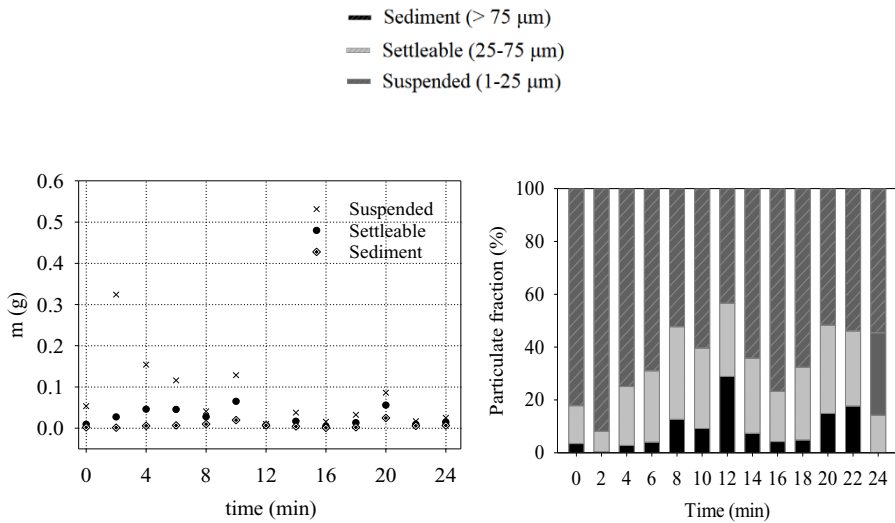 Sediment (> 75 μm)
Settleable (25-75 μm)
Suspended (1-25 μm)
0.6
0.5
0.4
0.3
0.2
0.1
0.0
m (g)
Suspended
Settleable
Sediment
0 4 8 12 16 20 24
time (min)
100
80
60
40
20
0
Particulate fraction (%)
0 2 4 6 8 10 12 14 16 18 20 22 24
Time (min)